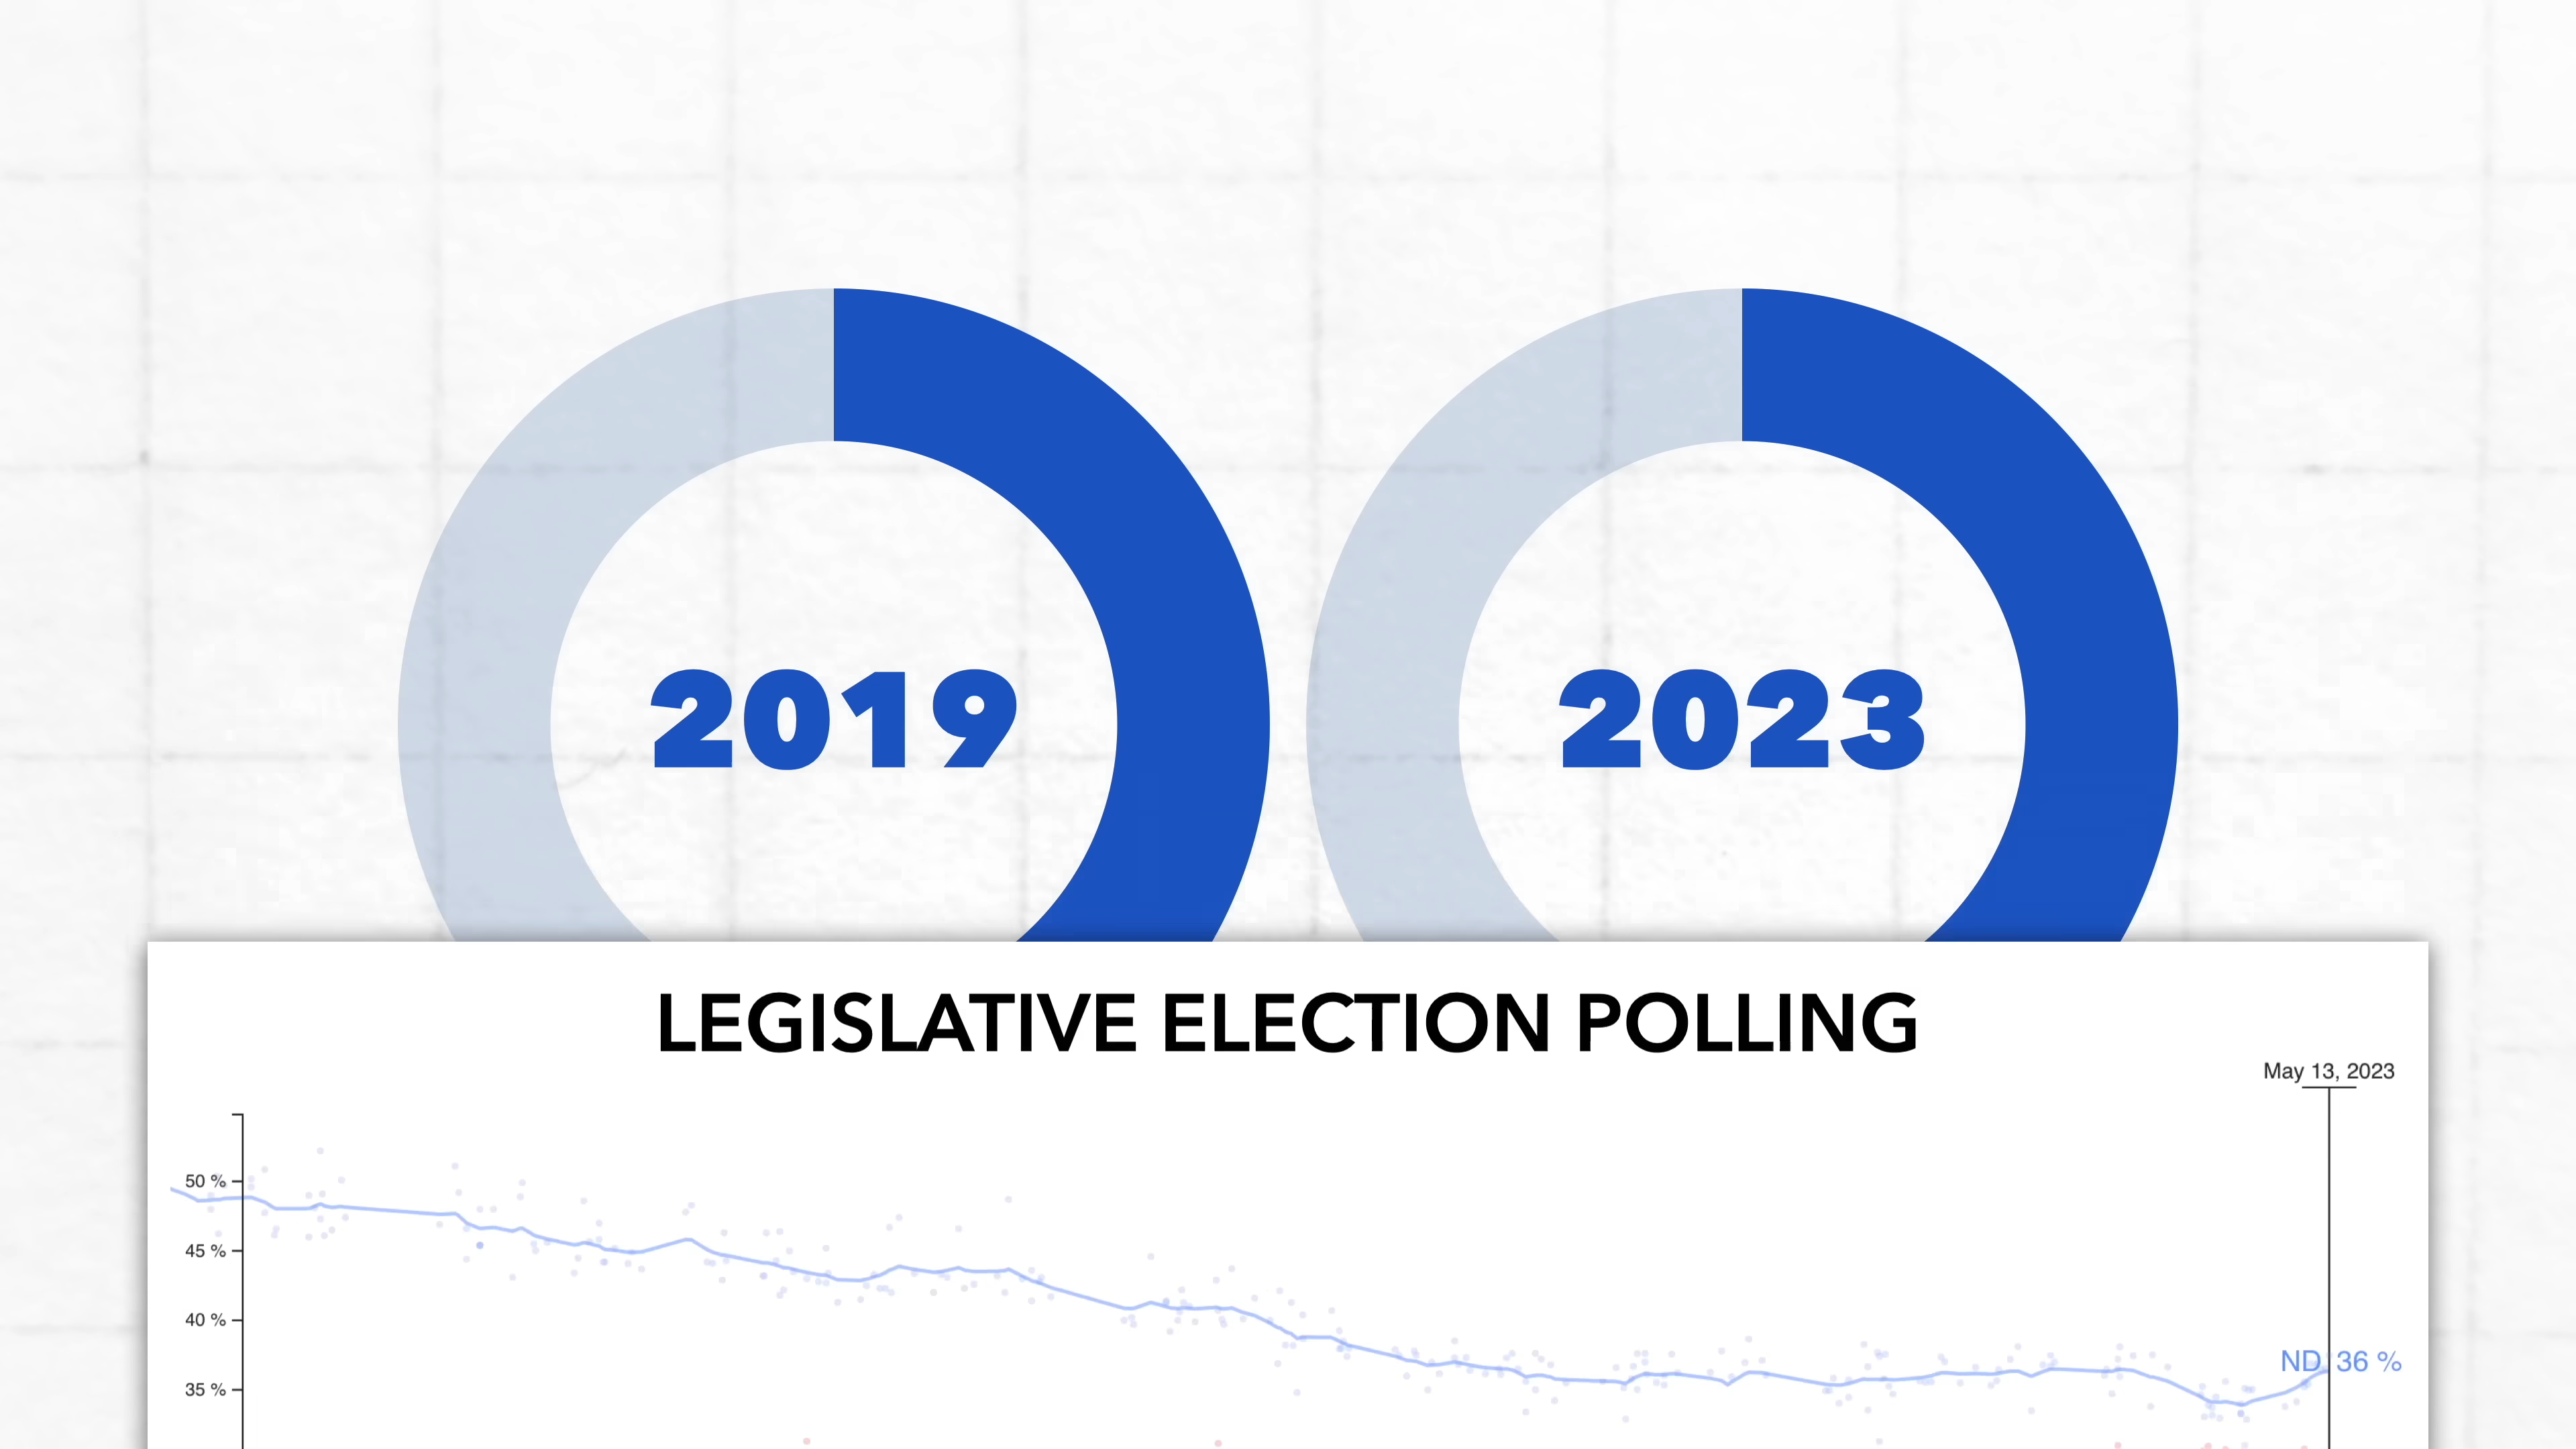 2019
2023
LEGISLATIVE ELECTION POLLING
May 13, 2023
50 %
45 %
40 %
ND 36 %
35 %